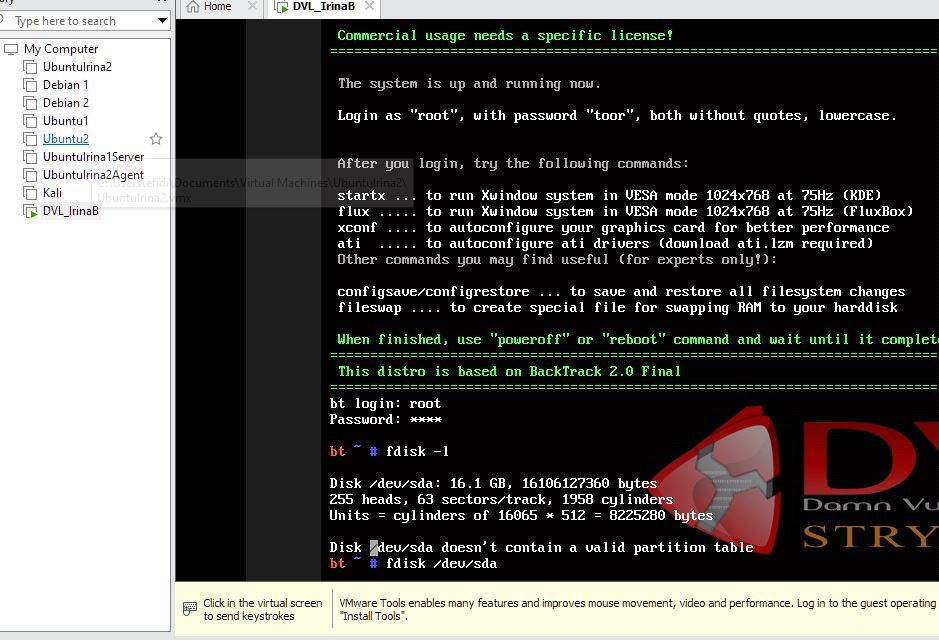 Type here to search
My Computer
UbuntuIrina2
Debian 1
Debian 2
Ubuntu1
Ubuntu2
UbuntuIrina1Server
UbuntuIrina2Agent
Kali
DVL_IrinaB
Ubuntu2
C:\Users\efidi\Documents\Virtual Machines\UbuntuIrina2\
UbuntuIrina2.vmx
Home
DVL_IrinaB
Commercial usage needs a specific license!
The system is up and running now.
Login as "root", with password "toor", both without quotes, lowercase.
After you login, try the following commands:
startx ... to run Xwindow system in VESA mode 1024x768 at 75Hz (KDE)
flux ..... to run Xwindow system in VESA mode 1024x768 at 75Hz (FluxBox)
xconf .... to autoconfigure your graphics card for better performance
ati ..... to autoconfigure ati drivers (download ati.lzm required)
Other commands you may find useful (for experts only!):
configsave/configrestore ... to save and restore all filesystem changes
fileswap .... to create special file for swapping RAM to your harddisk
When finished, use "poweroff" or "reboot" command and wait until it complet
This distro is based on BackTrack 2.0 Final
bt login: root
Password: ****
bt ~ # fdisk -l
Disk /dev/sda: 16.1 GB, 16106127360 bytes
255 heads, 63 sectors/track, 1958 cylinders
Units = cylinders of 16065 * 512 = 8225280 bytes
Disk /dev/sda doesn't contain a valid partition table
bt ~ # fdisk /dev/sda
DV
Damn Vu
STRY
Click in the virtual screen
to send keystrokes
VMware Tools enables many features and improves mouse movement, video and performance. Log in to the guest operating
"Install Tools".